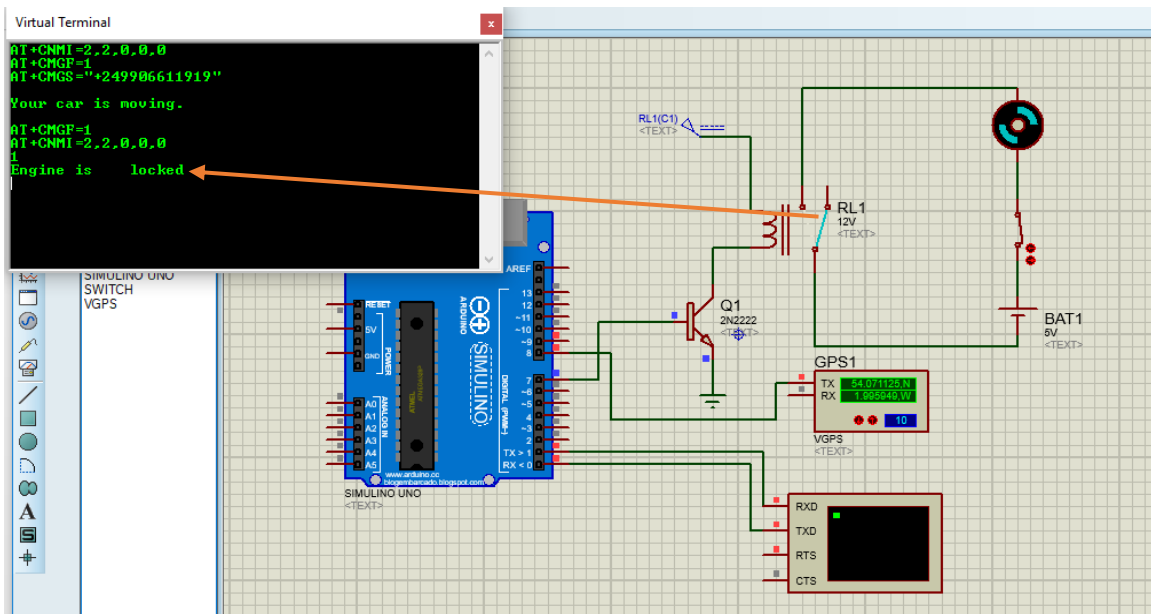 Virtual Terminal
x
AT+CNMI=2,2,0,0,0
AT+CMGF=1
AT+CMGS="+249906611919"
Your car is moving.
AT+CMGF=1
AT+CNMI=2,2,0,0,0
1
Engine is locked
SIMULINO UNO
SWITCH
VGPS
A
S
RL1(C1)
<TEXT>
RL1
12V
<TEXT>
Q1
2N2222
<TEXT>
BAT1
5V
<TEXT>
GPS1
TX
RX
54.071125,N
1.995949,W
10
VGPS
<TEXT>
RXD
TXD
RTS
CTS
AREF
13
12
~11
~10
~9
8
7
~6
~5
4
~3
2
TX > 1
RX < 0
RESET
5V
GND
POWER
A0
A1
A2
A3
A4
A5
ANALOG IN
ARDUINO
SIMULINO
DIGITAL (PWM~)
ATMEL
www.arduino.cc
blogembarcado.blogspot.com
SIMULINO UNO
<TEXT>